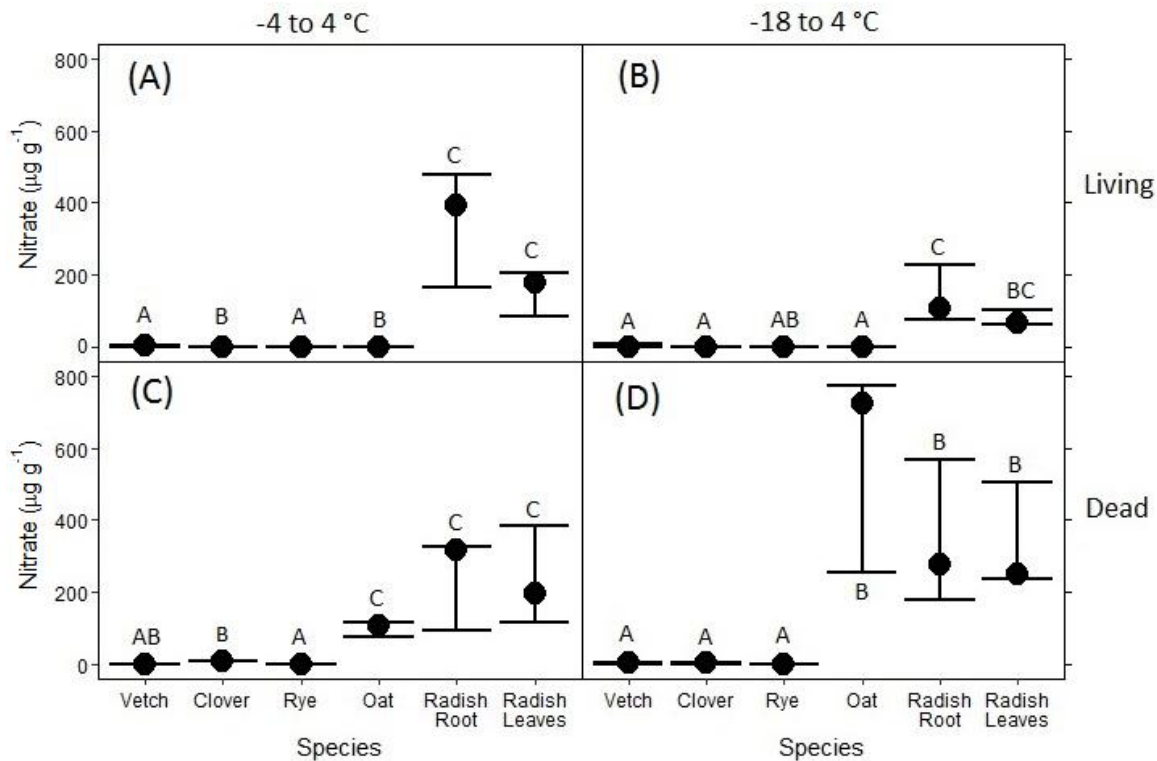 -4 to 4 °C
-18 to 4 °C
Nitrate (µg g⁻¹)
800
600
400
200
0
(A)
A
B
A
B
C
C
(B)
A
A
AB
A
C
BC
Living
Nitrate (µg g⁻¹)
800
600
400
200
0
(C)
AB
B
A
C
C
C
(D)
A
A
A
B
B
B
Dead
Vetch
Clover
Rye
Oat
Radish
Root
Radish
Leaves
Vetch
Clover
Rye
Oat
Radish
Root
Radish
Leaves
Species
Species